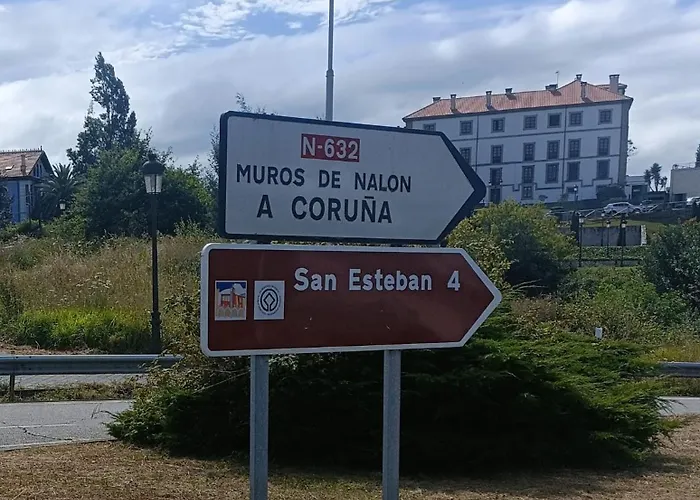 N-632
MUROS DE NALON
A CORUÑA
San Esteban 4